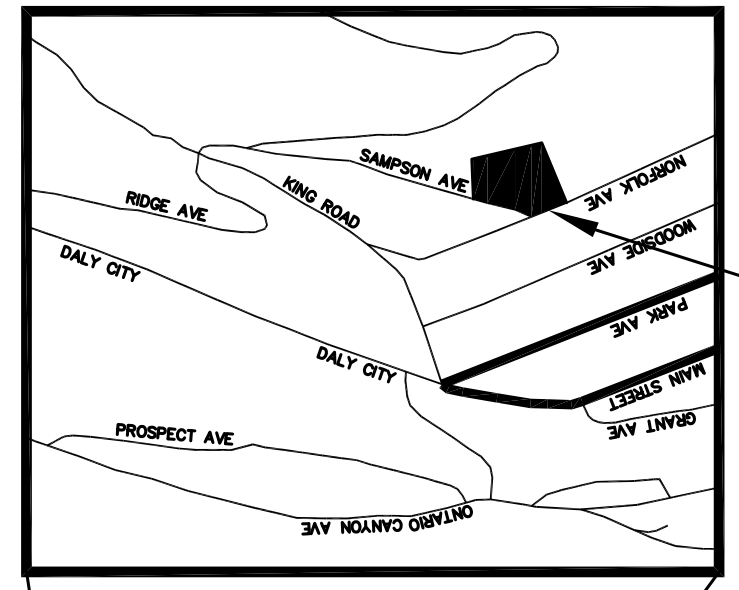 SAMPSON AVE
NORFOLK AVE
KING ROAD
RIDGE AVE
WOODSIDE AVE
DALY CITY
PARK AVE
DALY CITY
MAIN STREET
GRANT AVE
PROSPECT AVE
ONTARIO CANYON AVE